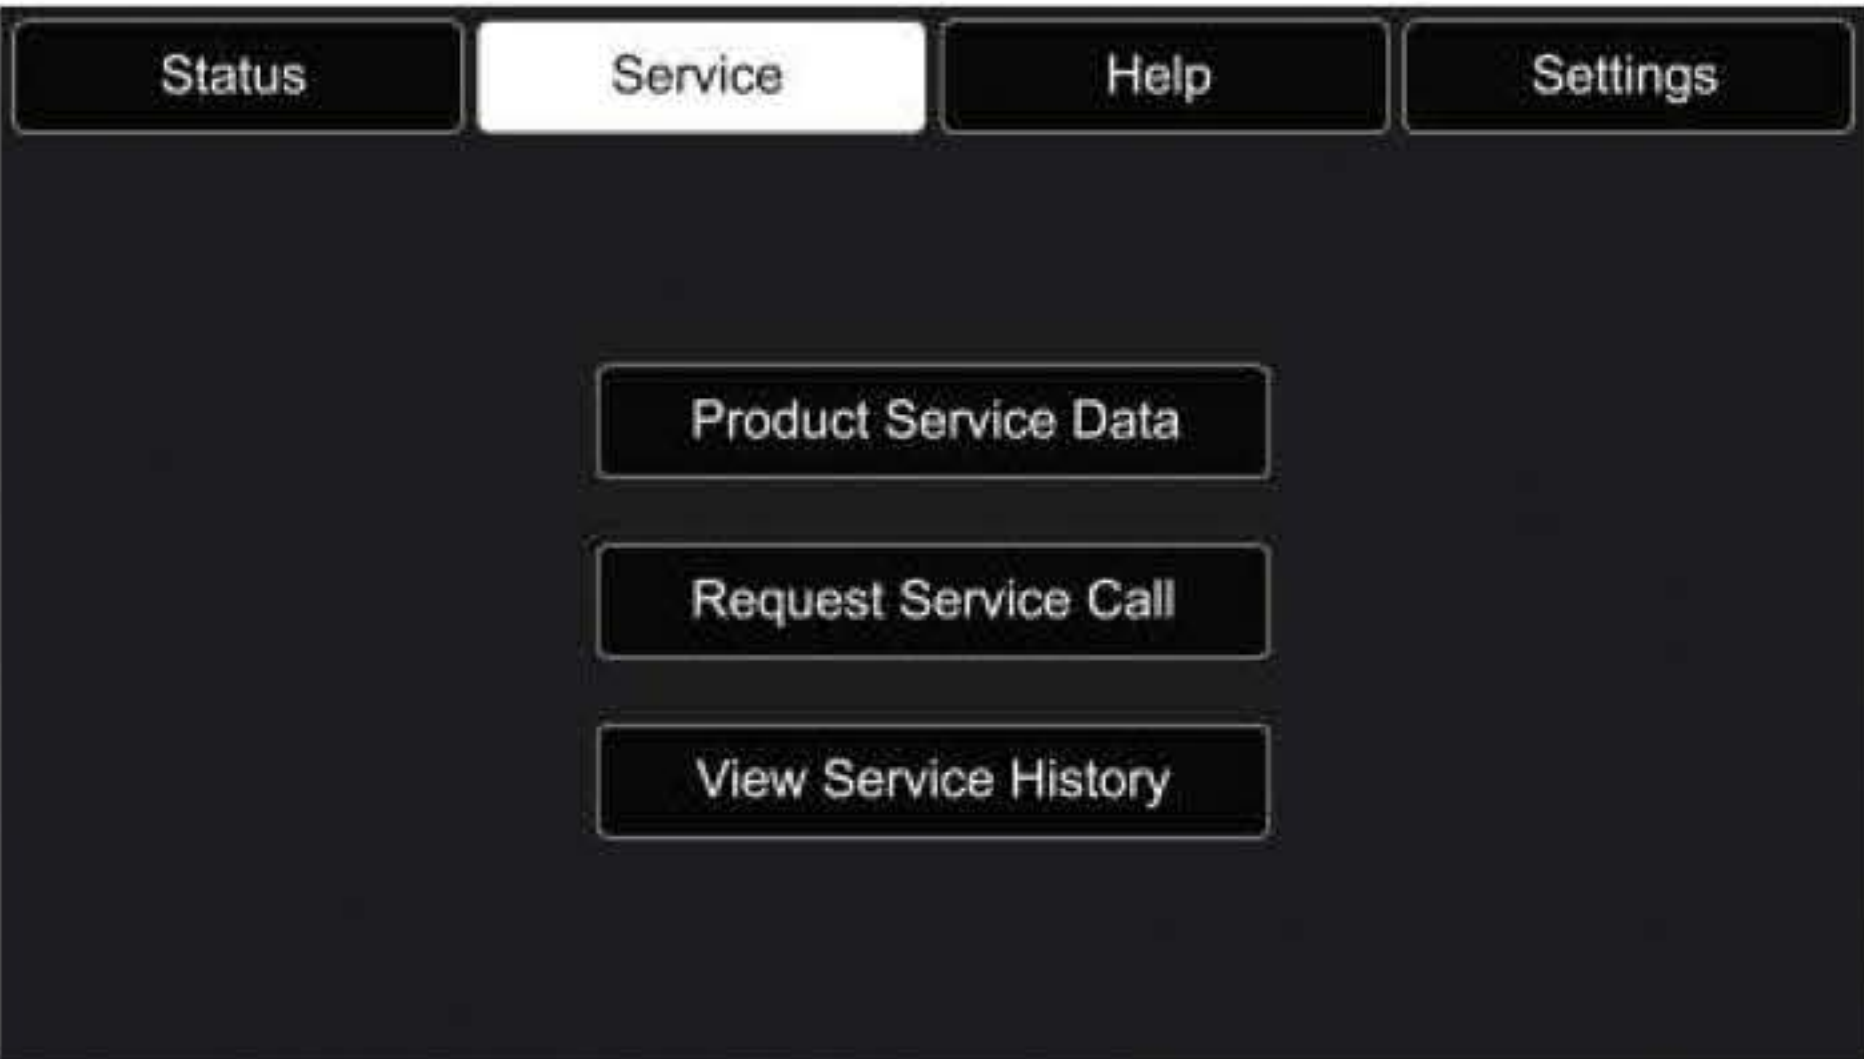 Status
Service
Help
Settings
Product Service Data
Request Service Call
View Service History